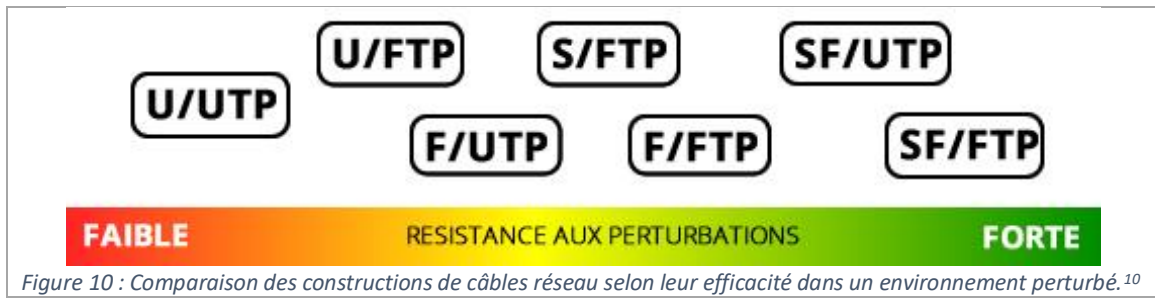 U/FTP S/FTP SF/UTP
U/UTP
F/UTP F/FTP SF/FTP
FAIBLE RESISTANCE AUX PERTURBATIONS FORTE
Figure 10 : Comparaison des constructions de câbles réseau selon leur efficacité dans un environnement perturbé.10